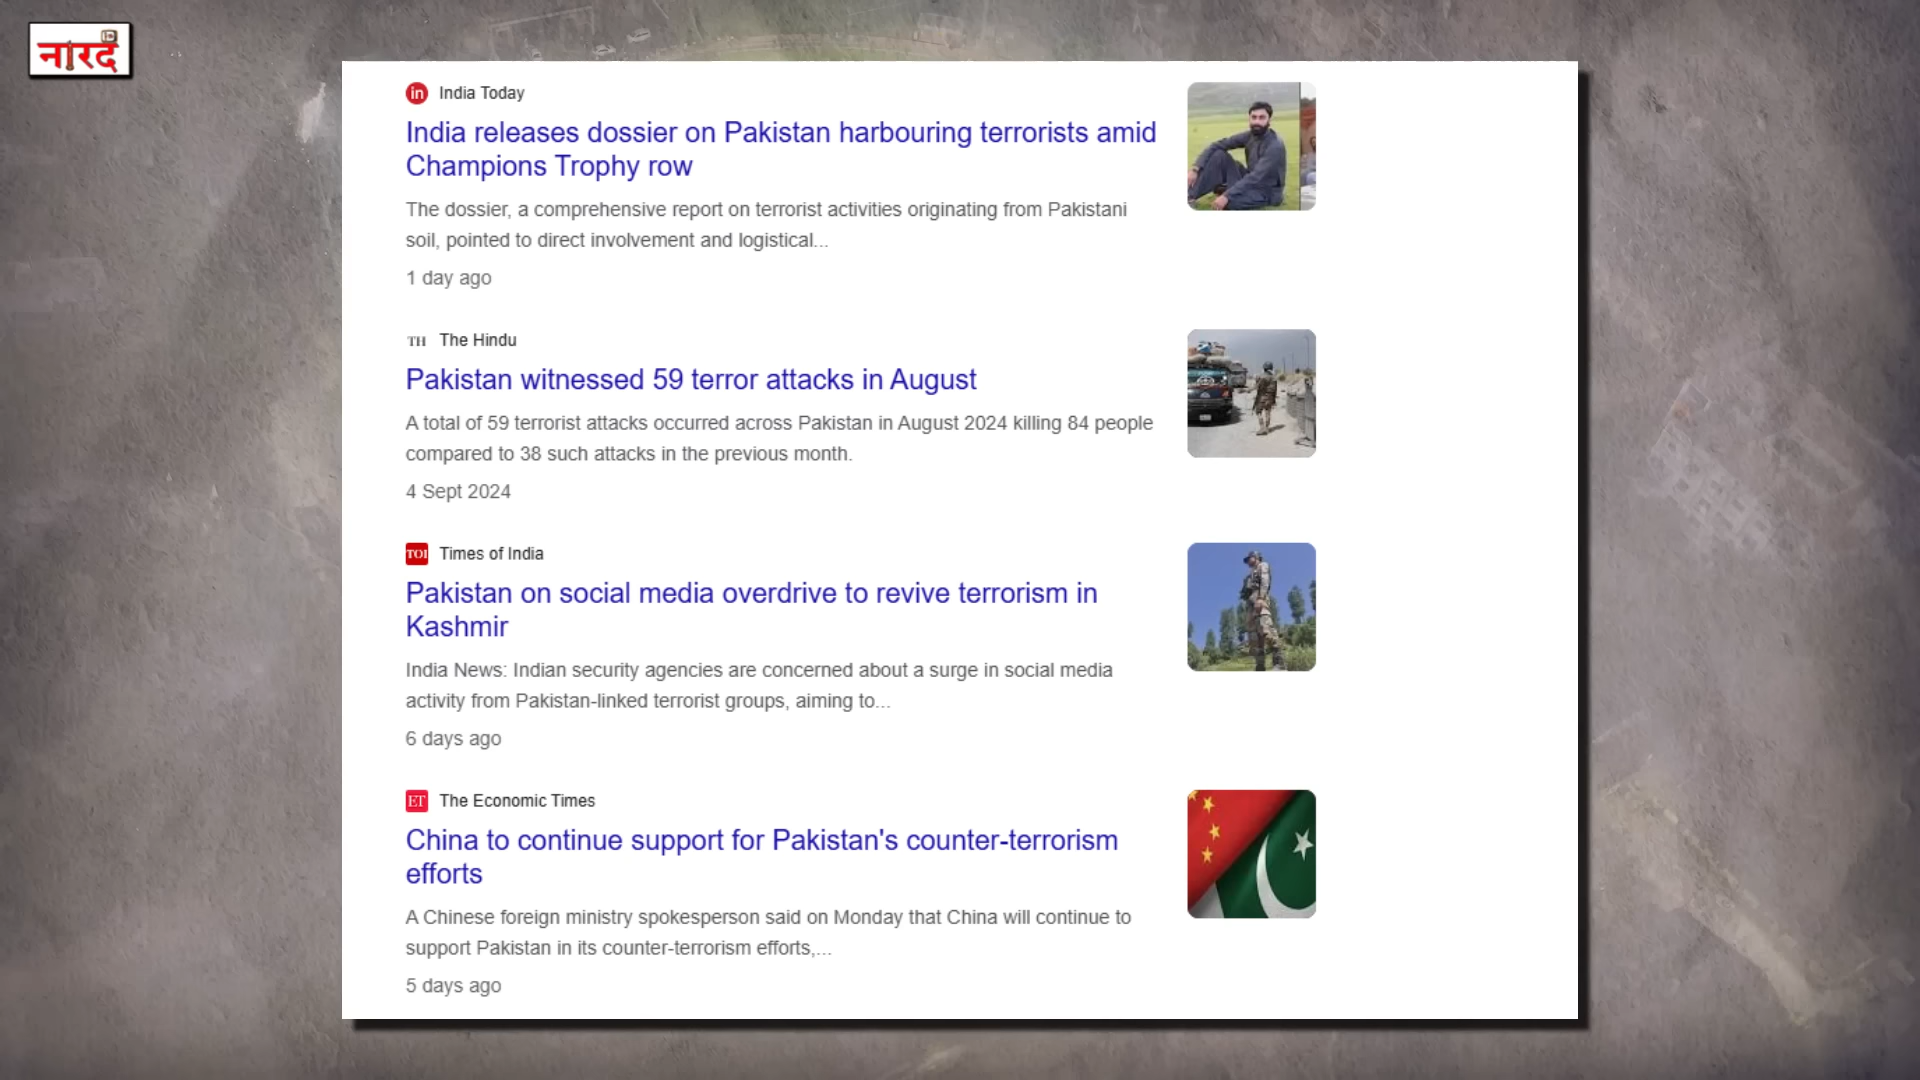 नारद
in India Today
India releases dossier on Pakistan harbouring terrorists amid
Champions Trophy row
The dossier, a comprehensive report on terrorist activities originating from Pakistani
soil, pointed to direct involvement and logistical...
1 day ago
TH The Hindu
Pakistan witnessed 59 terror attacks in August
A total of 59 terrorist attacks occurred across Pakistan in August 2024 killing 84 people
compared to 38 such attacks in the previous month.
4 Sept 2024
TOI Times of India
Pakistan on social media overdrive to revive terrorism in
Kashmir
India News: Indian security agencies are concerned about a surge in social media
activity from Pakistan-linked terrorist groups, aiming to...
6 days ago
ET The Economic Times
China to continue support for Pakistan's counter-terrorism
efforts
A Chinese foreign ministry spokesperson said on Monday that China will continue to
support Pakistan in its counter-terrorism efforts,...
5 days ago